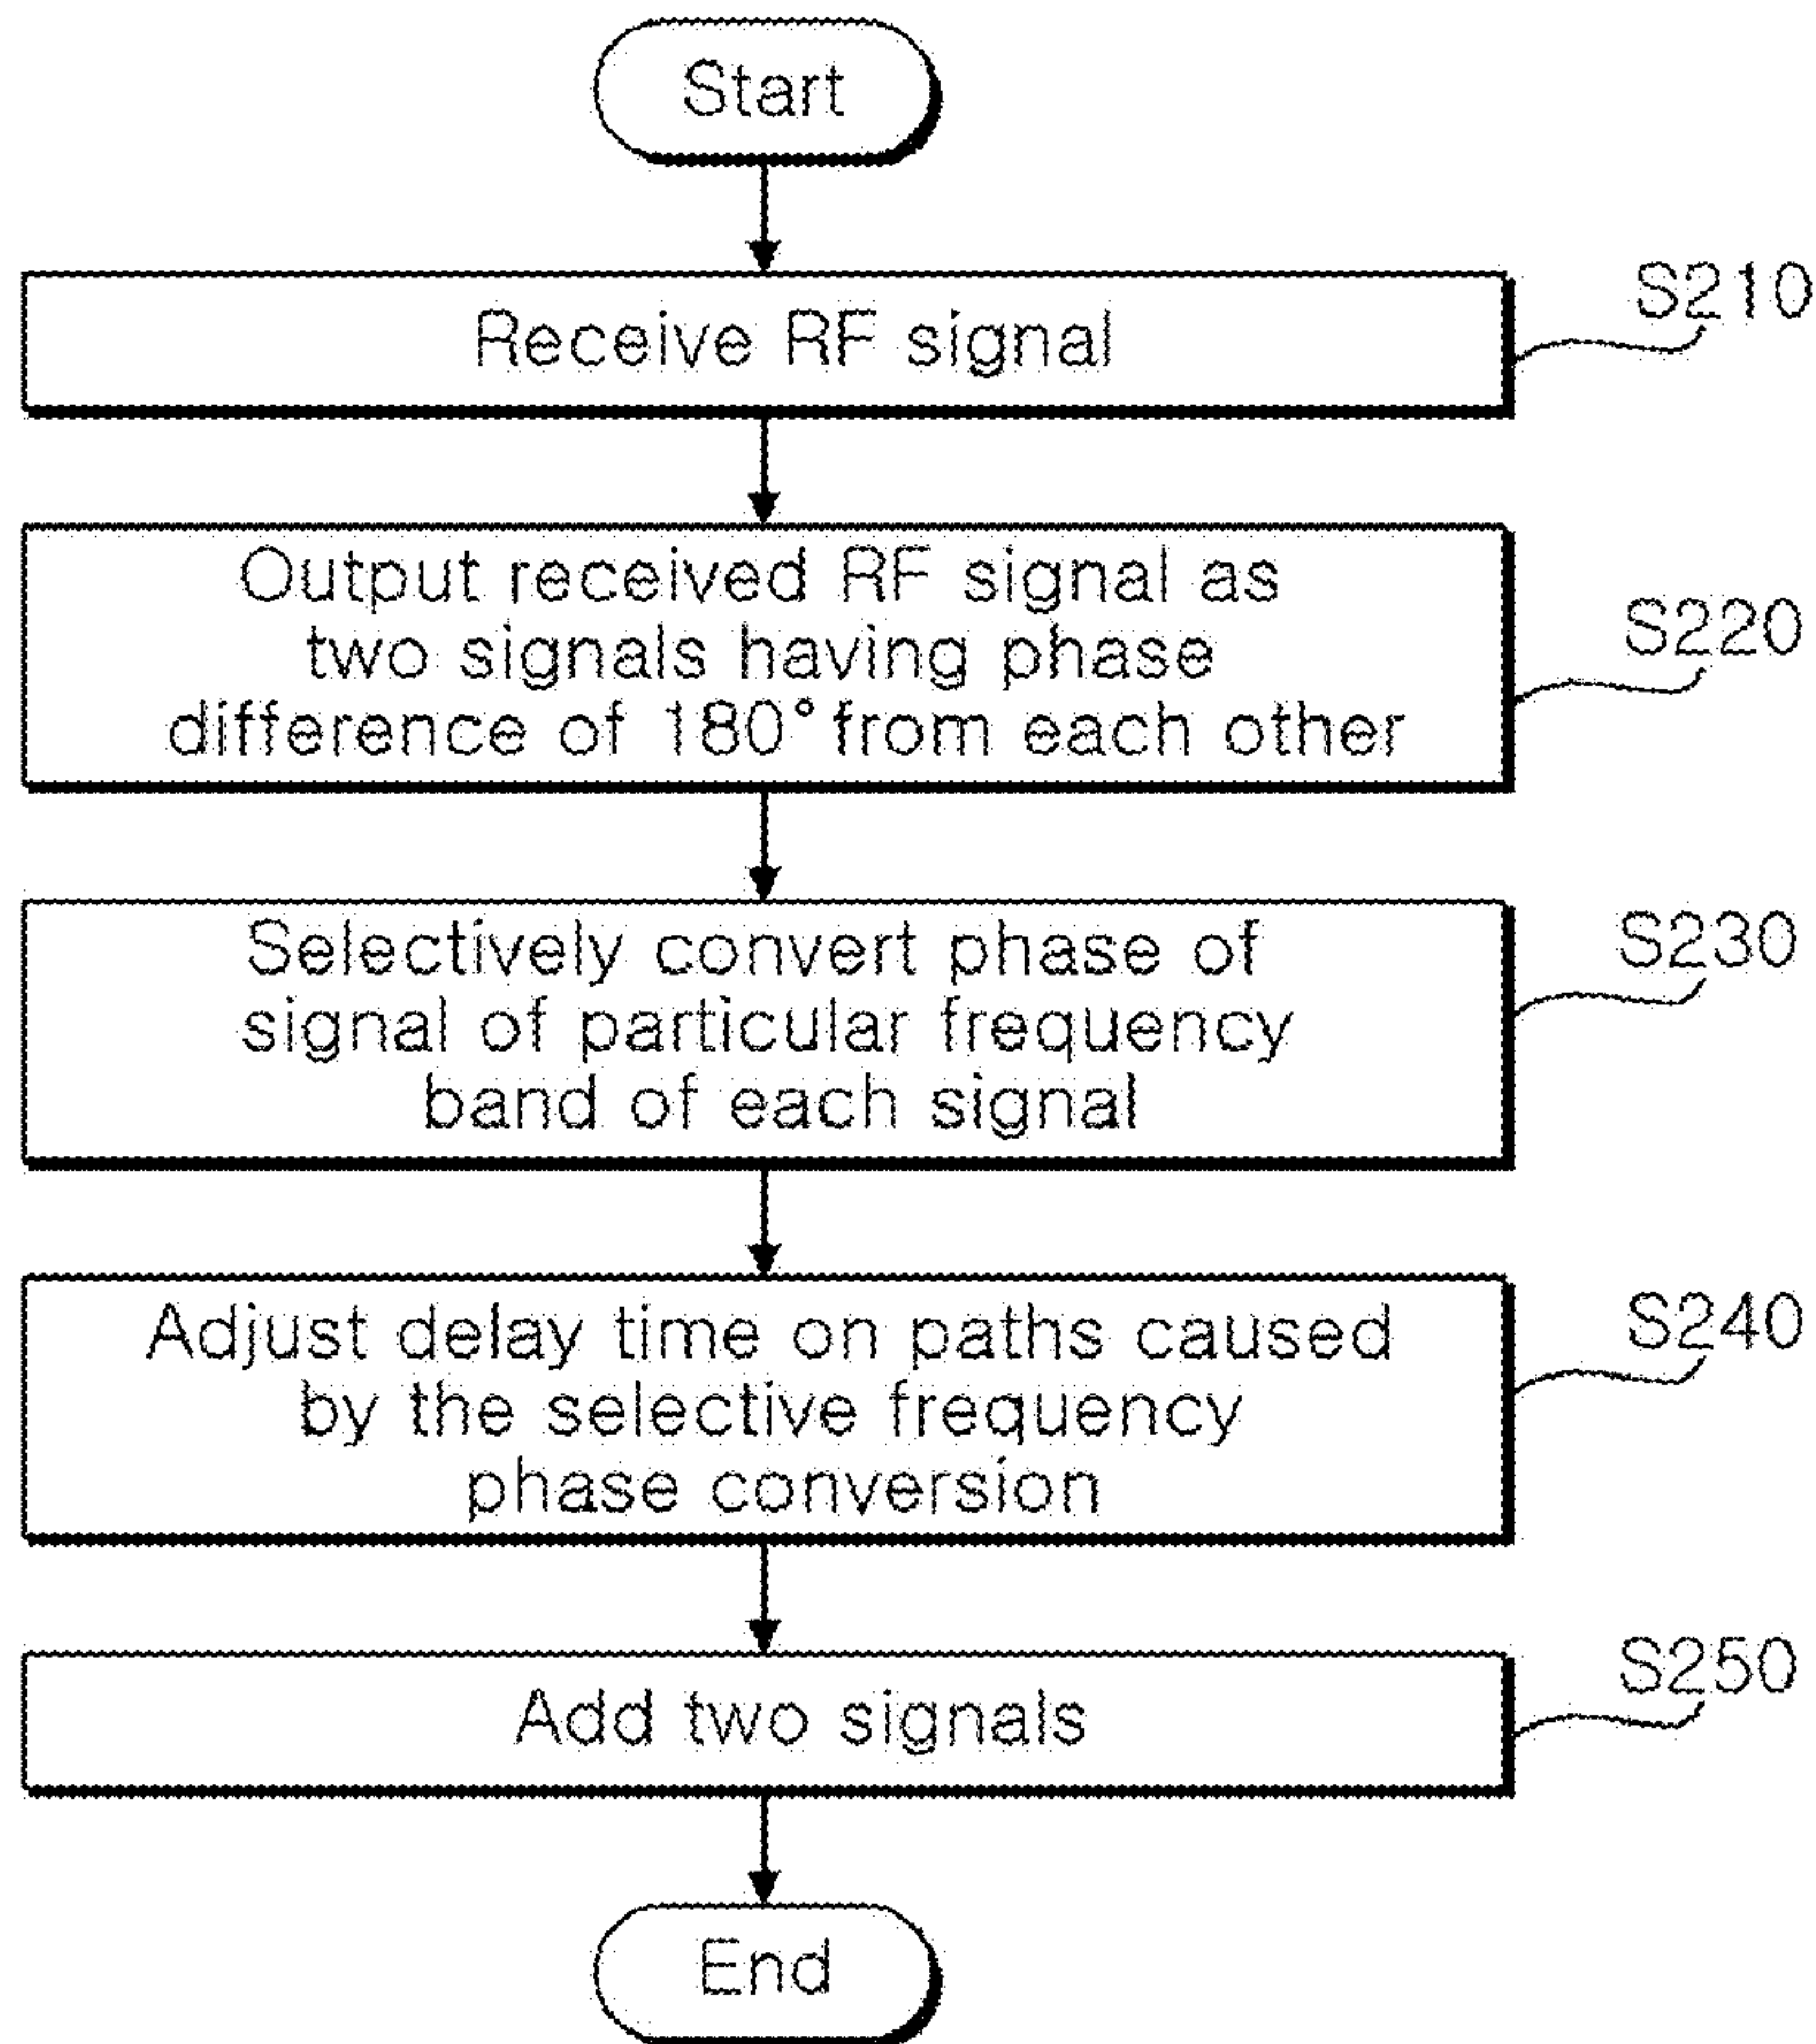 Start
Receive RF signal
S210
Output received RF signal as
two signals having phase
difference of 180° from each other
S220
Selectively convert phase of
signal of particular frequency
band of each signal
S230
Adjust delay time on paths caused
by the selective frequency
phase conversion
S240
Add two signals
S250
End